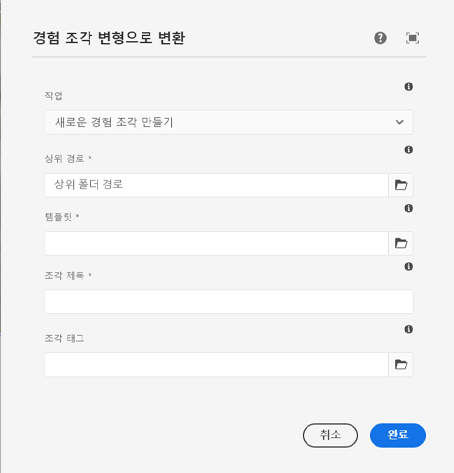 경험 조각 변형으로 변환
작업
새로운 경험 조각 만들기
상위 경로 *
상위 폴더 경로
템플릿 *
조각 제목 *
조각 태그
취소
완료